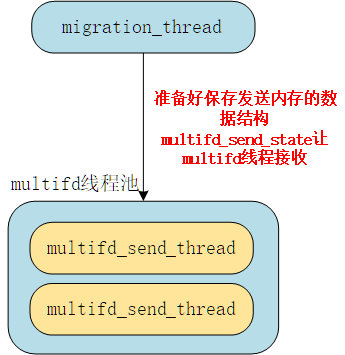 migration_thread
准备好保存发送内存的数
据结构
multifd_send_state让
multifd线程接收
multifd线程池
multifd_send_thread
multifd_send_thread